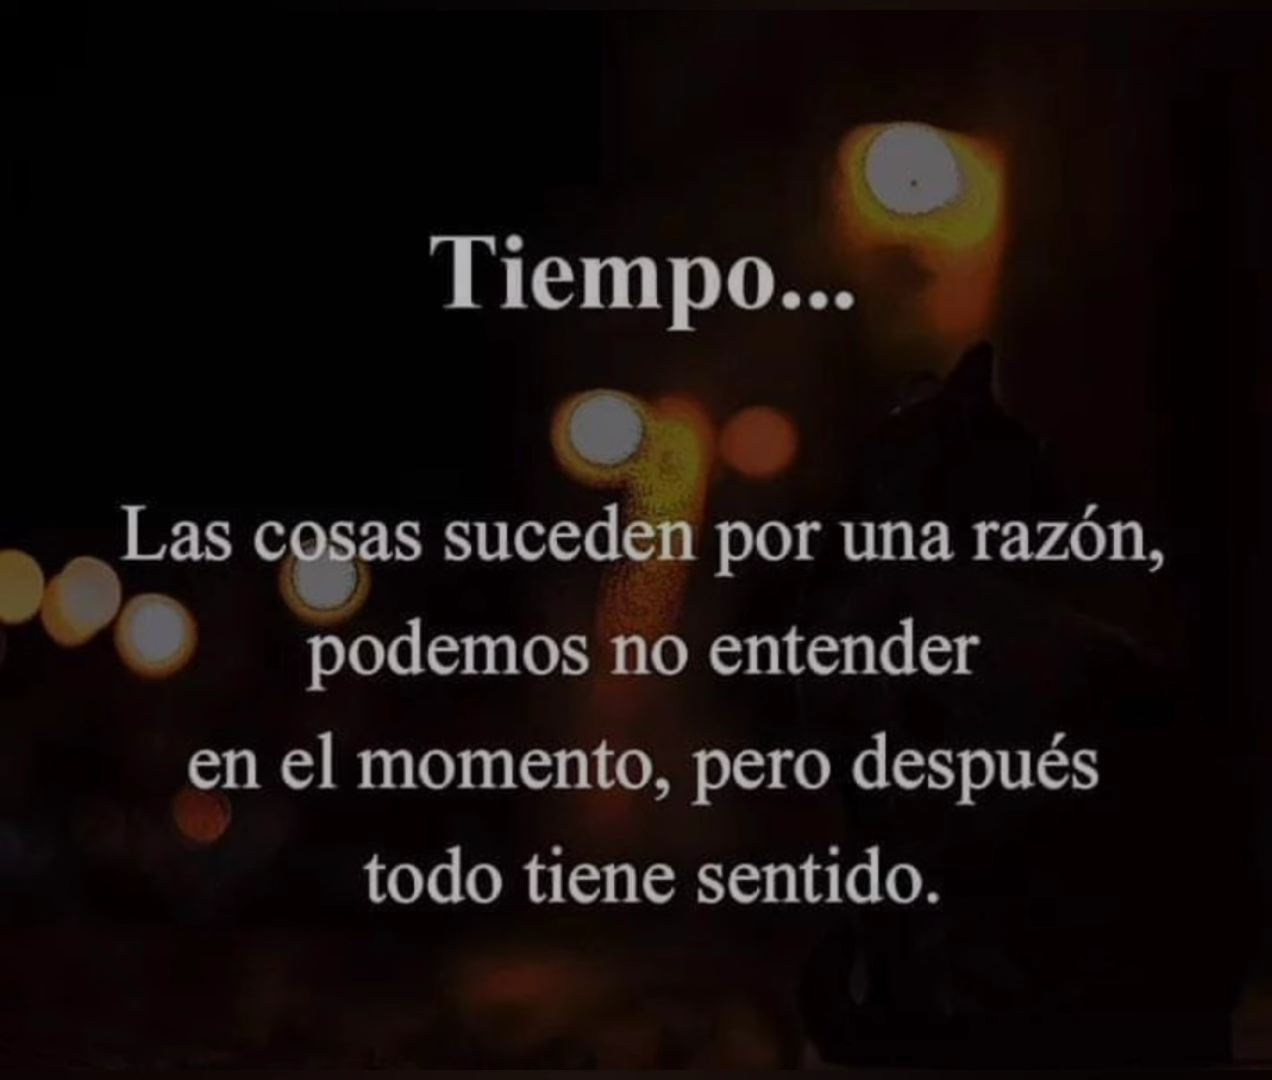 Tiempo...
Las cosas suceden por una razón,
podemos no entender
en el momento, pero después
todo tiene sentido.